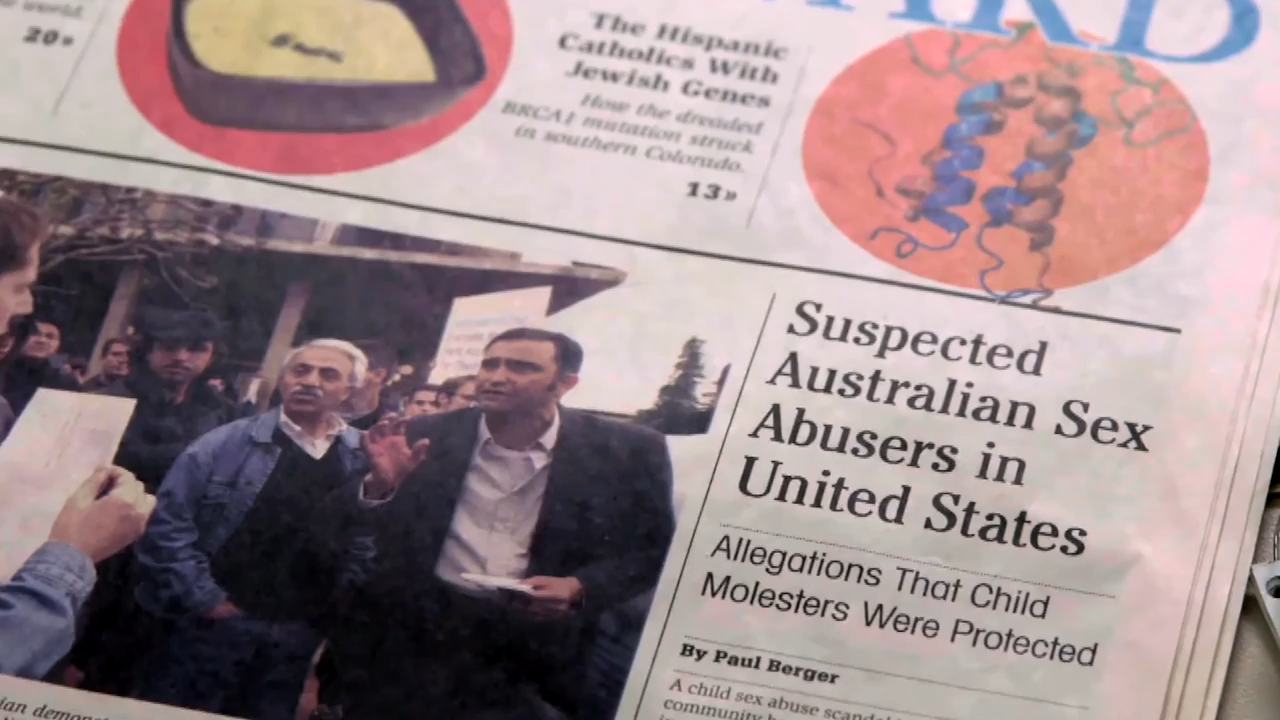 ARD
world.
20»
The Hispanic
Catholics With
Jewish Genes
How the dreaded
BRCA1 mutation struck
in southern Colorado.
13»
Suspected
Australian Sex
Abusers in
United States
Allegations That Child
Molesters Were Protected
By Paul Berger
A child sex abuse scandal
community